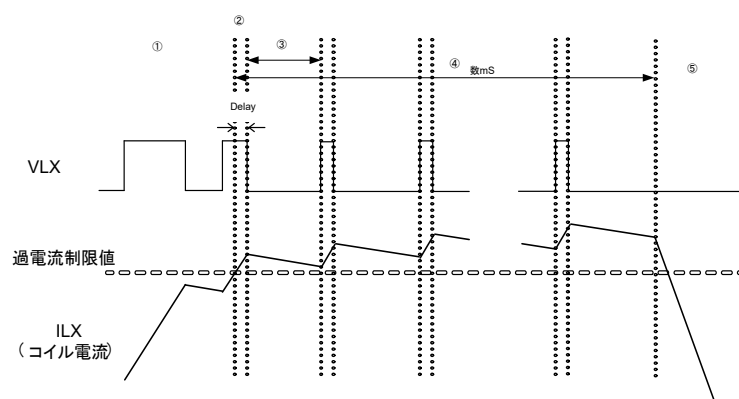 ②
①
③
④
数mS
⑤
Delay
VLX
過電流制限値
ILX
(コイル電流)